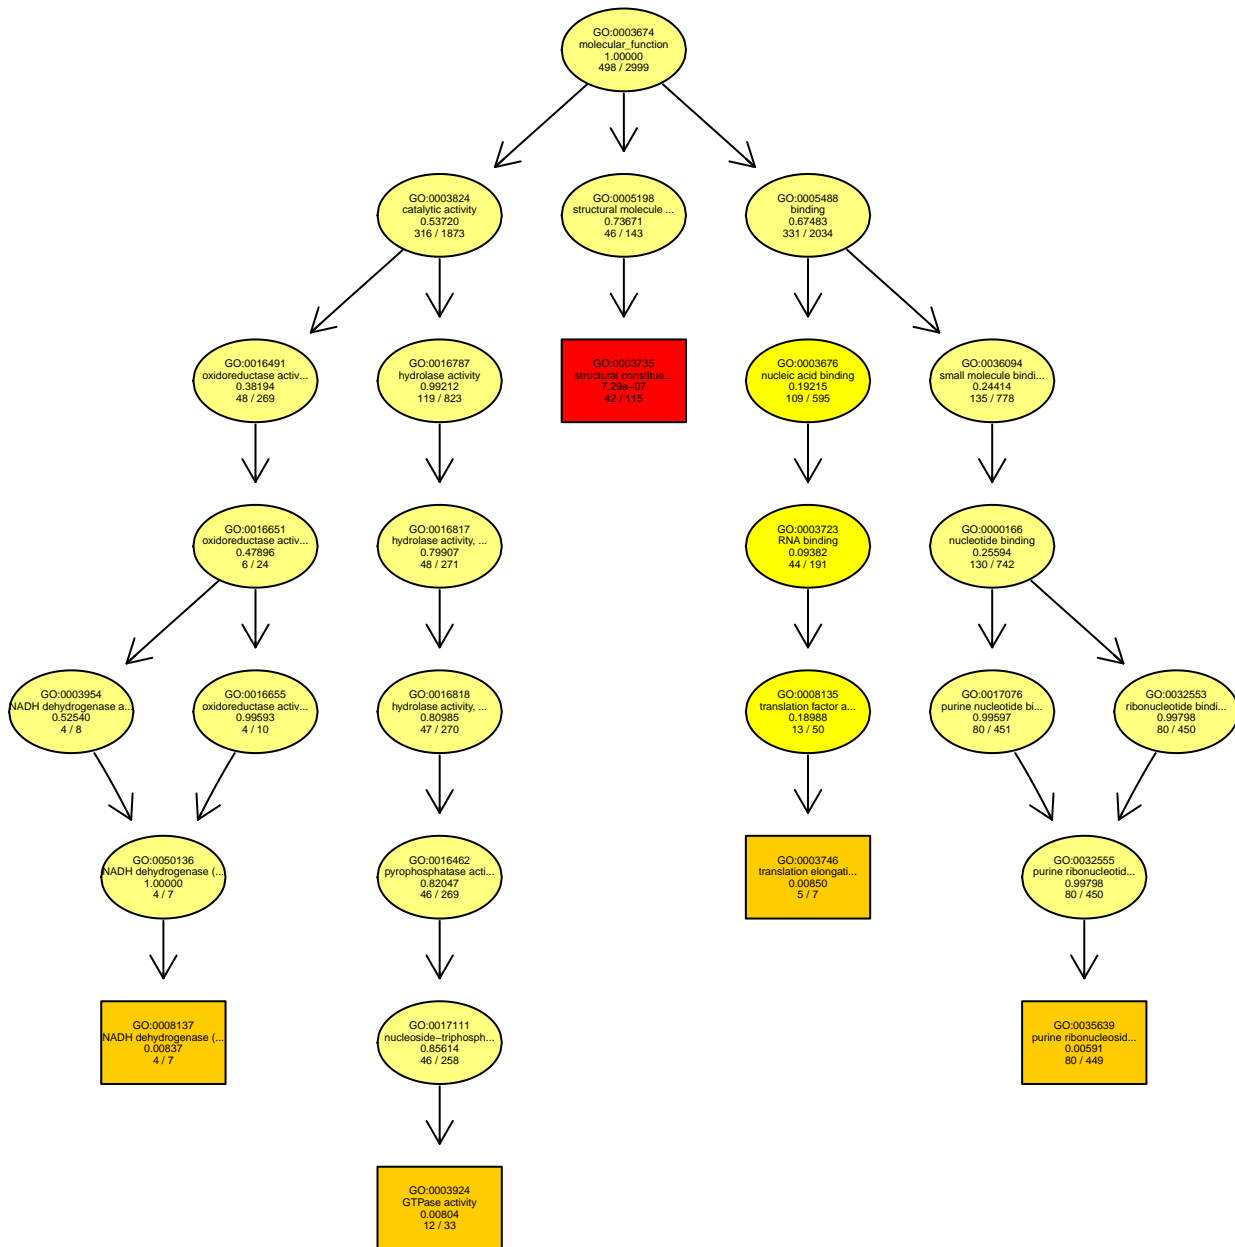 GO:0003674
molecular_function
1.00000
498 / 2999
GO:0003824
catalytic activity
0.53720
316 / 1873
GO:0005198
structural molecule ...
0.73671
46 / 143
GO:0005488
binding
0.67483
331 / 2034
GO:0016491
oxidoreductase activ...
0.38194
48 / 269
GO:0016787
hydrolase activity
0.99212
119 / 823
GO:0003735
structural constitue...
7.29e−07
42 / 115
GO:0003676
nucleic acid binding
0.19215
109 / 595
GO:0036094
small molecule bindi...
0.24414
135 / 778
GO:0016651
oxidoreductase activ...
0.47896
6 / 24
GO:0016817
hydrolase activity, ...
0.79907
48 / 271
GO:0003723
RNA binding
0.09382
44 / 191
GO:0000166
nucleotide binding
0.25594
130 / 742
GO:0003954
NADH dehydrogenase a...
0.52540
4 / 8
GO:0016655
oxidoreductase activ...
0.99593
4 / 10
GO:0016818
hydrolase activity, ...
0.80985
47 / 270
GO:0008135
translation factor a...
0.18988
13 / 50
GO:0017076
purine nucleotide bi...
0.99597
80 / 451
GO:0032553
ribonucleotide bindi...
0.99798
80 / 450
GO:0050136
NADH dehydrogenase (...
1.00000
4 / 7
GO:0016462
pyrophosphatase acti...
0.82047
46 / 269
GO:0003746
translation elongati...
0.00850
5 / 7
GO:0032555
purine ribonucleotid...
0.99798
80 / 450
GO:0008137
NADH dehydrogenase (...
0.00837
4 / 7
GO:0017111
nucleoside−triphosph...
0.85614
46 / 258
GO:0035639
purine ribonucleosid...
0.00591
80 / 449
GO:0003924
GTPase activity
0.00804
12 / 33